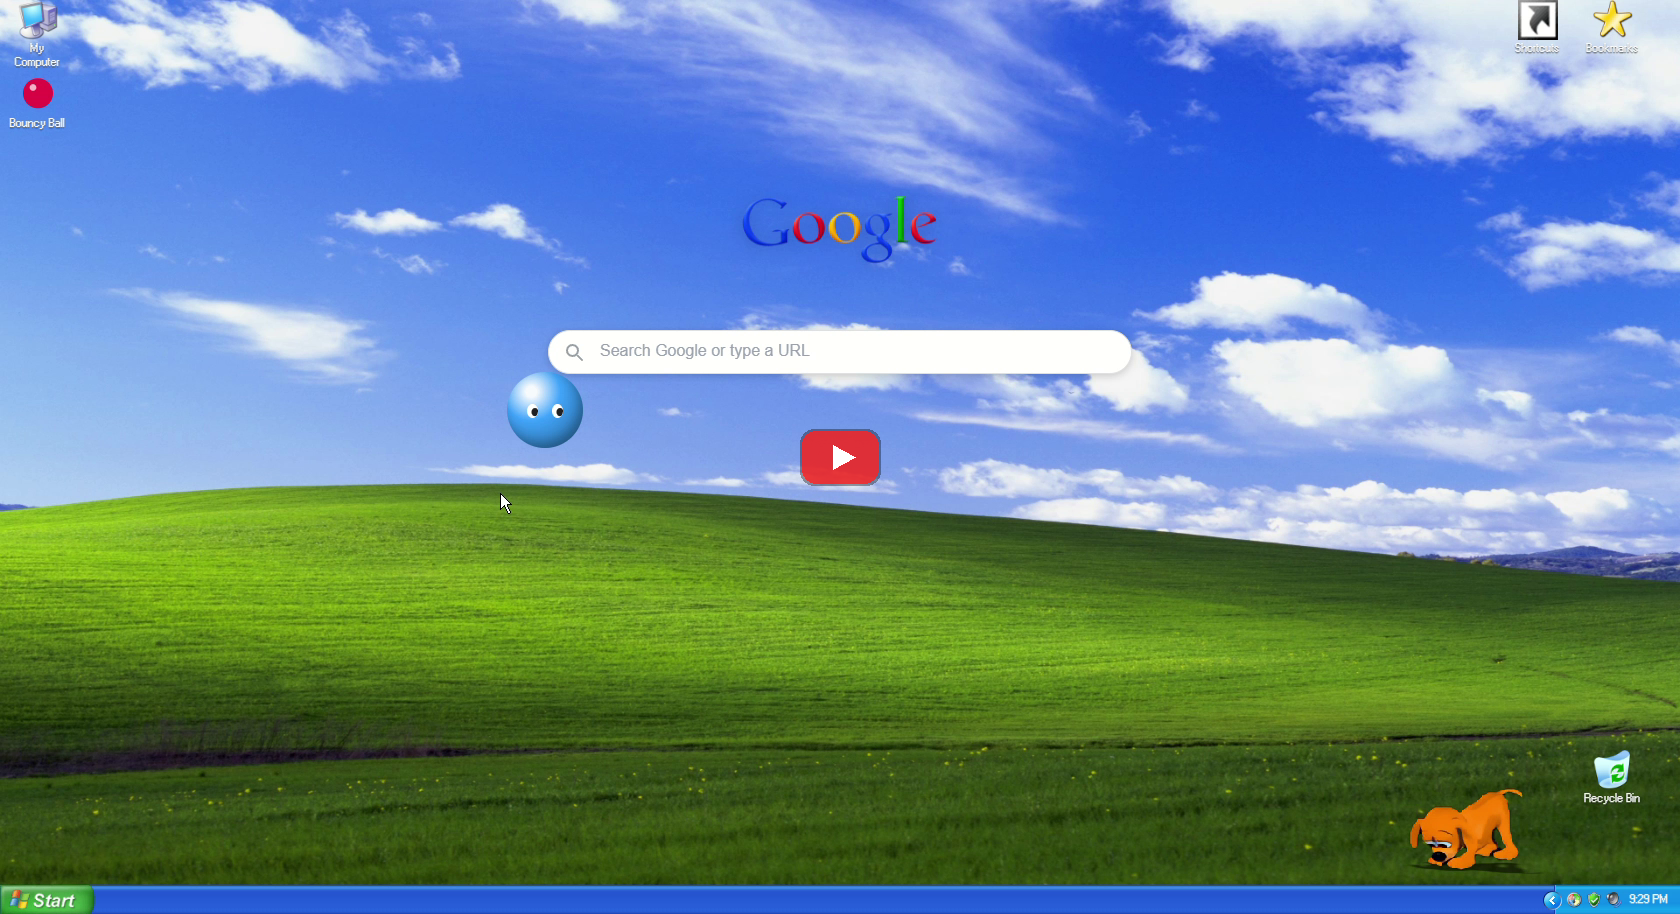 My
Computer
Bouncy Ball
Shortcuts
Bookmarks
Google
Search Google or type a URL
Recycle Bin
Start
9:29 PM